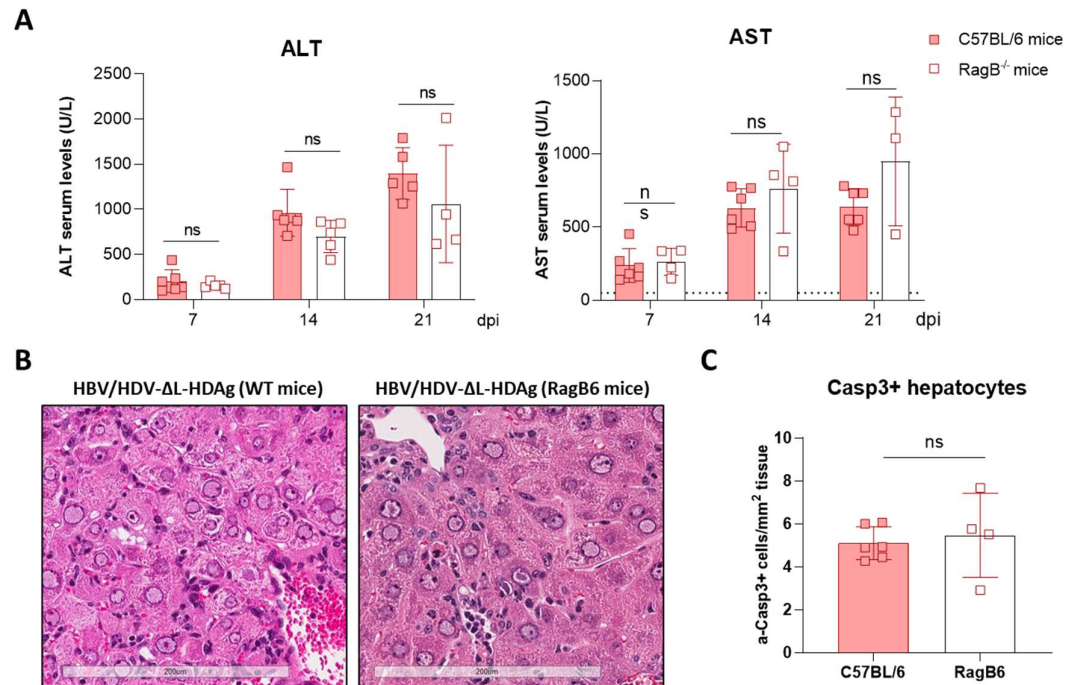 A
ALT
ALT serum levels (U/L)
2500
2000
1500
1000
500
0
ns
ns
ns
7
14
21
dpi
AST
AST serum levels (U/L)
1500
1000
500
0
n
s
ns
ns
7
14
21
dpi
C57BL/6 mice
RagB-/- mice
B
HBV/HDV-ΔL-HDAg (WT mice)
HBV/HDV-ΔL-HDAg (RagB6 mice)
200um
200um
C
Casp3+ hepatocytes
a-Casp3+ cells/mm² tissue
10
8
6
4
2
0
ns
C57BL/6
RagB6